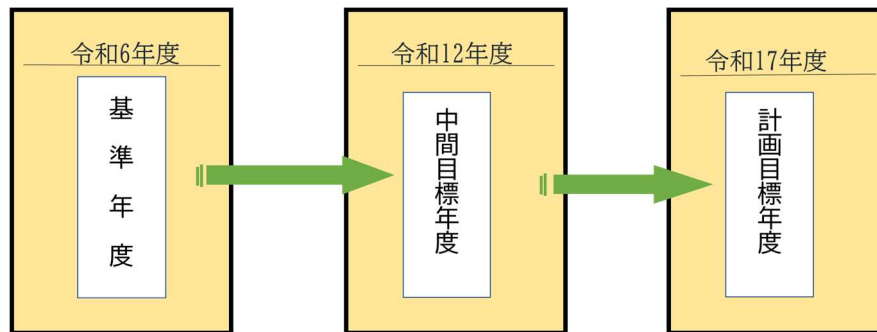 令和6年度
基準年度
令和12年度
中間目標年度
令和17年度
計画目標年度